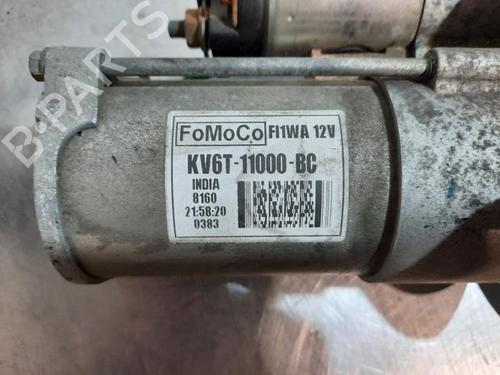 B-PARTS
FoMoCo FI1WA 12V
KV6T-11000-BC
INDIA
8160
21:58:20
0383